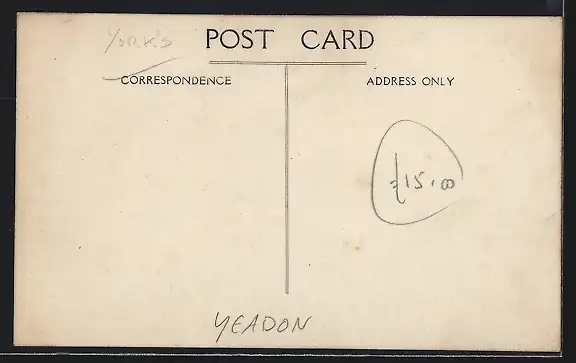 YORKS
POST CARD
CORRESPONDENCE
ADDRESS ONLY
£15.00
YEADON